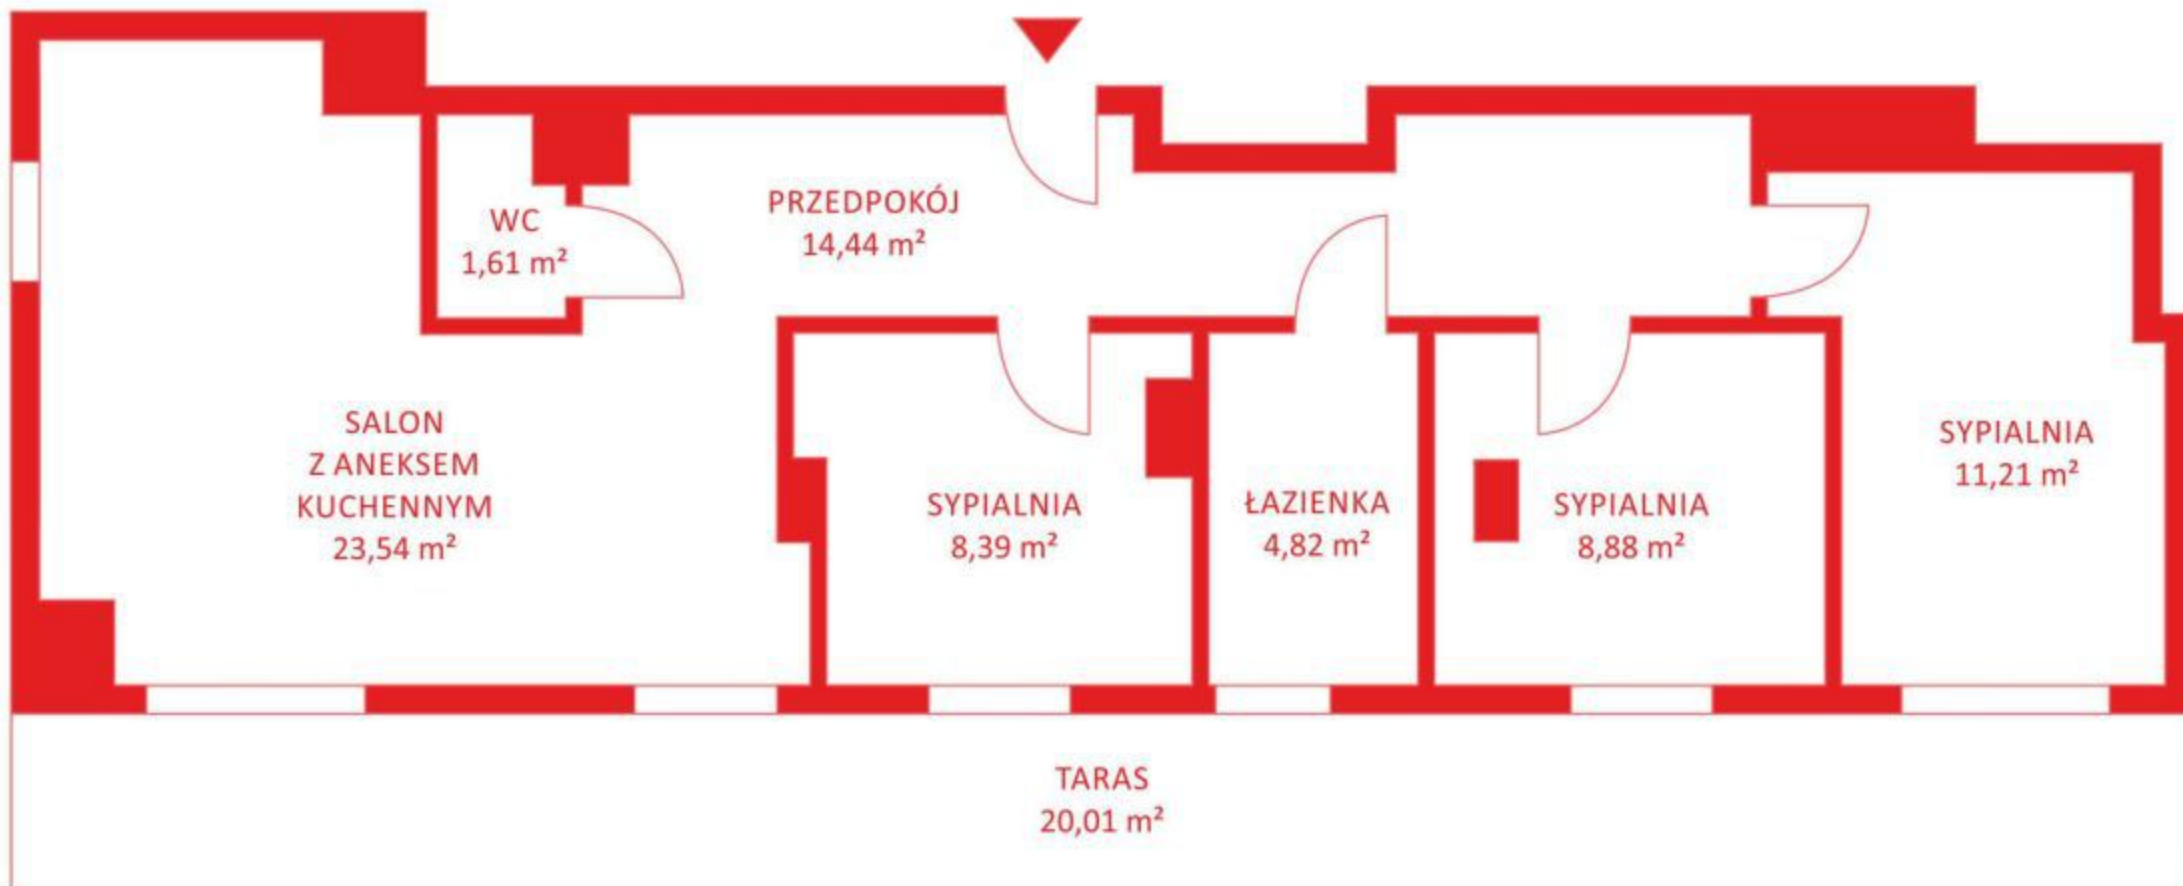 WC
1,61 m²
PRZEDPOKÓJ
14,44 m²
SALON
Z ANEKSEM
KUCHENNYM
23,54 m²
SYPIALNIA
8,39 m²
ŁAZIENKA
4,82 m²
SYPIALNIA
8,88 m²
SYPIALNIA
11,21 m²
TARAS
20,01 m²